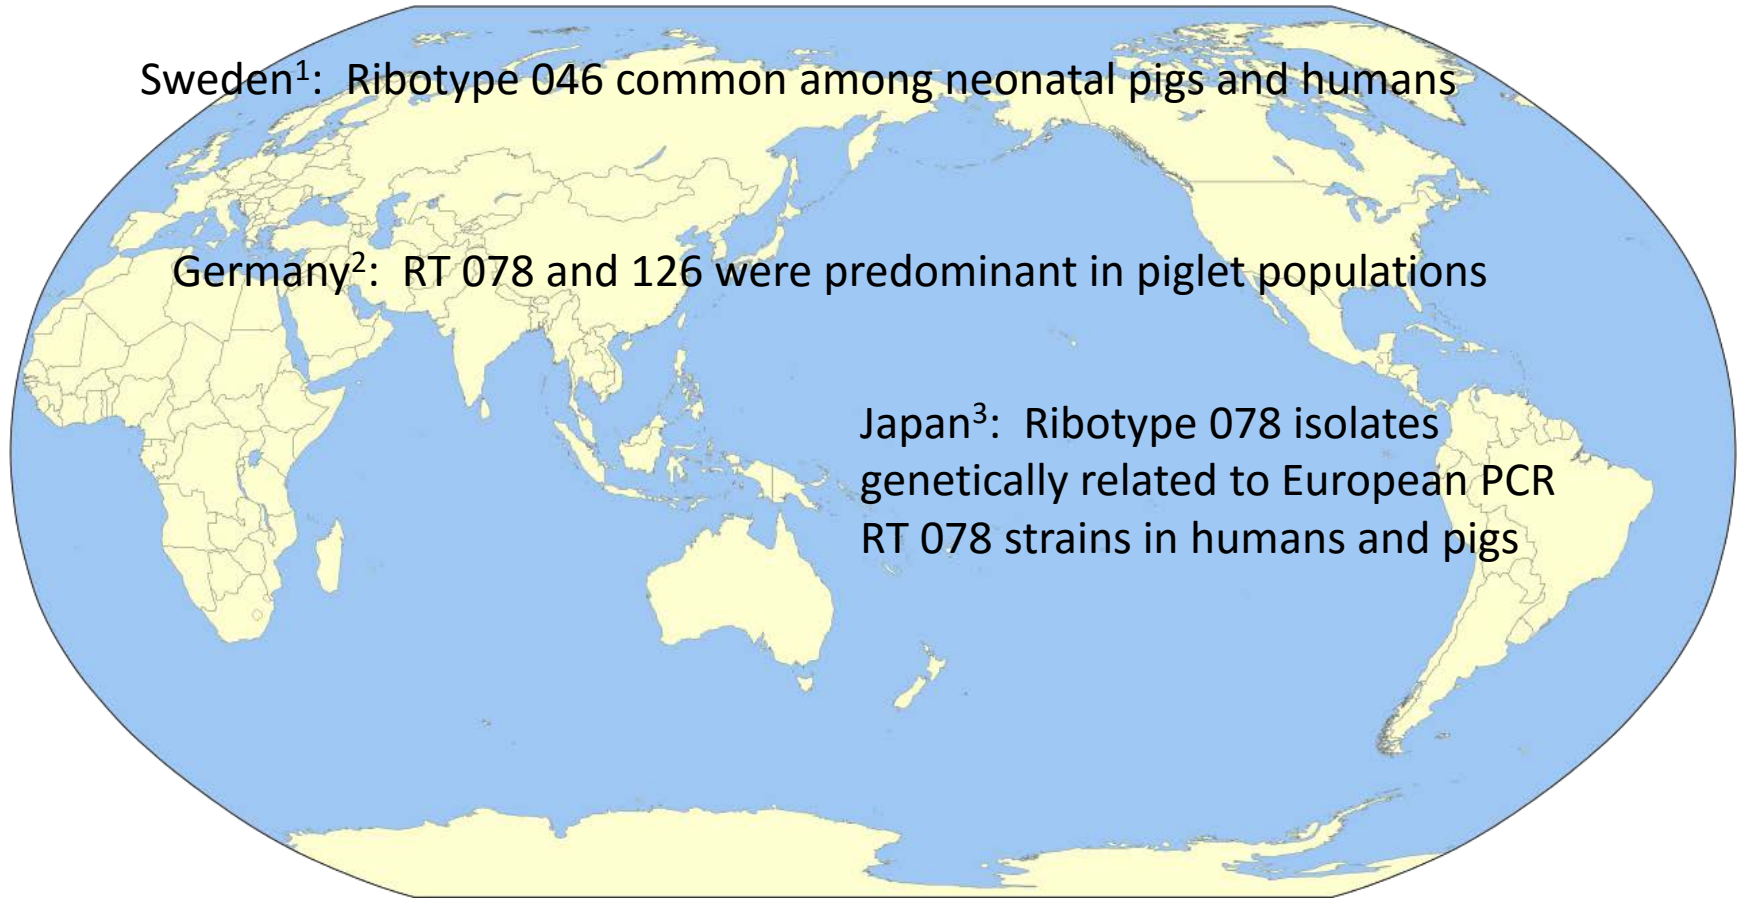 Sweden¹:  Ribotype 046 common among neonatal pigs and humans
Germany²:  RT 078 and 126 were predominant in piglet populations
Japan³:  Ribotype 078 isolates
genetically related to European PCR
RT 078 strains in humans and pigs